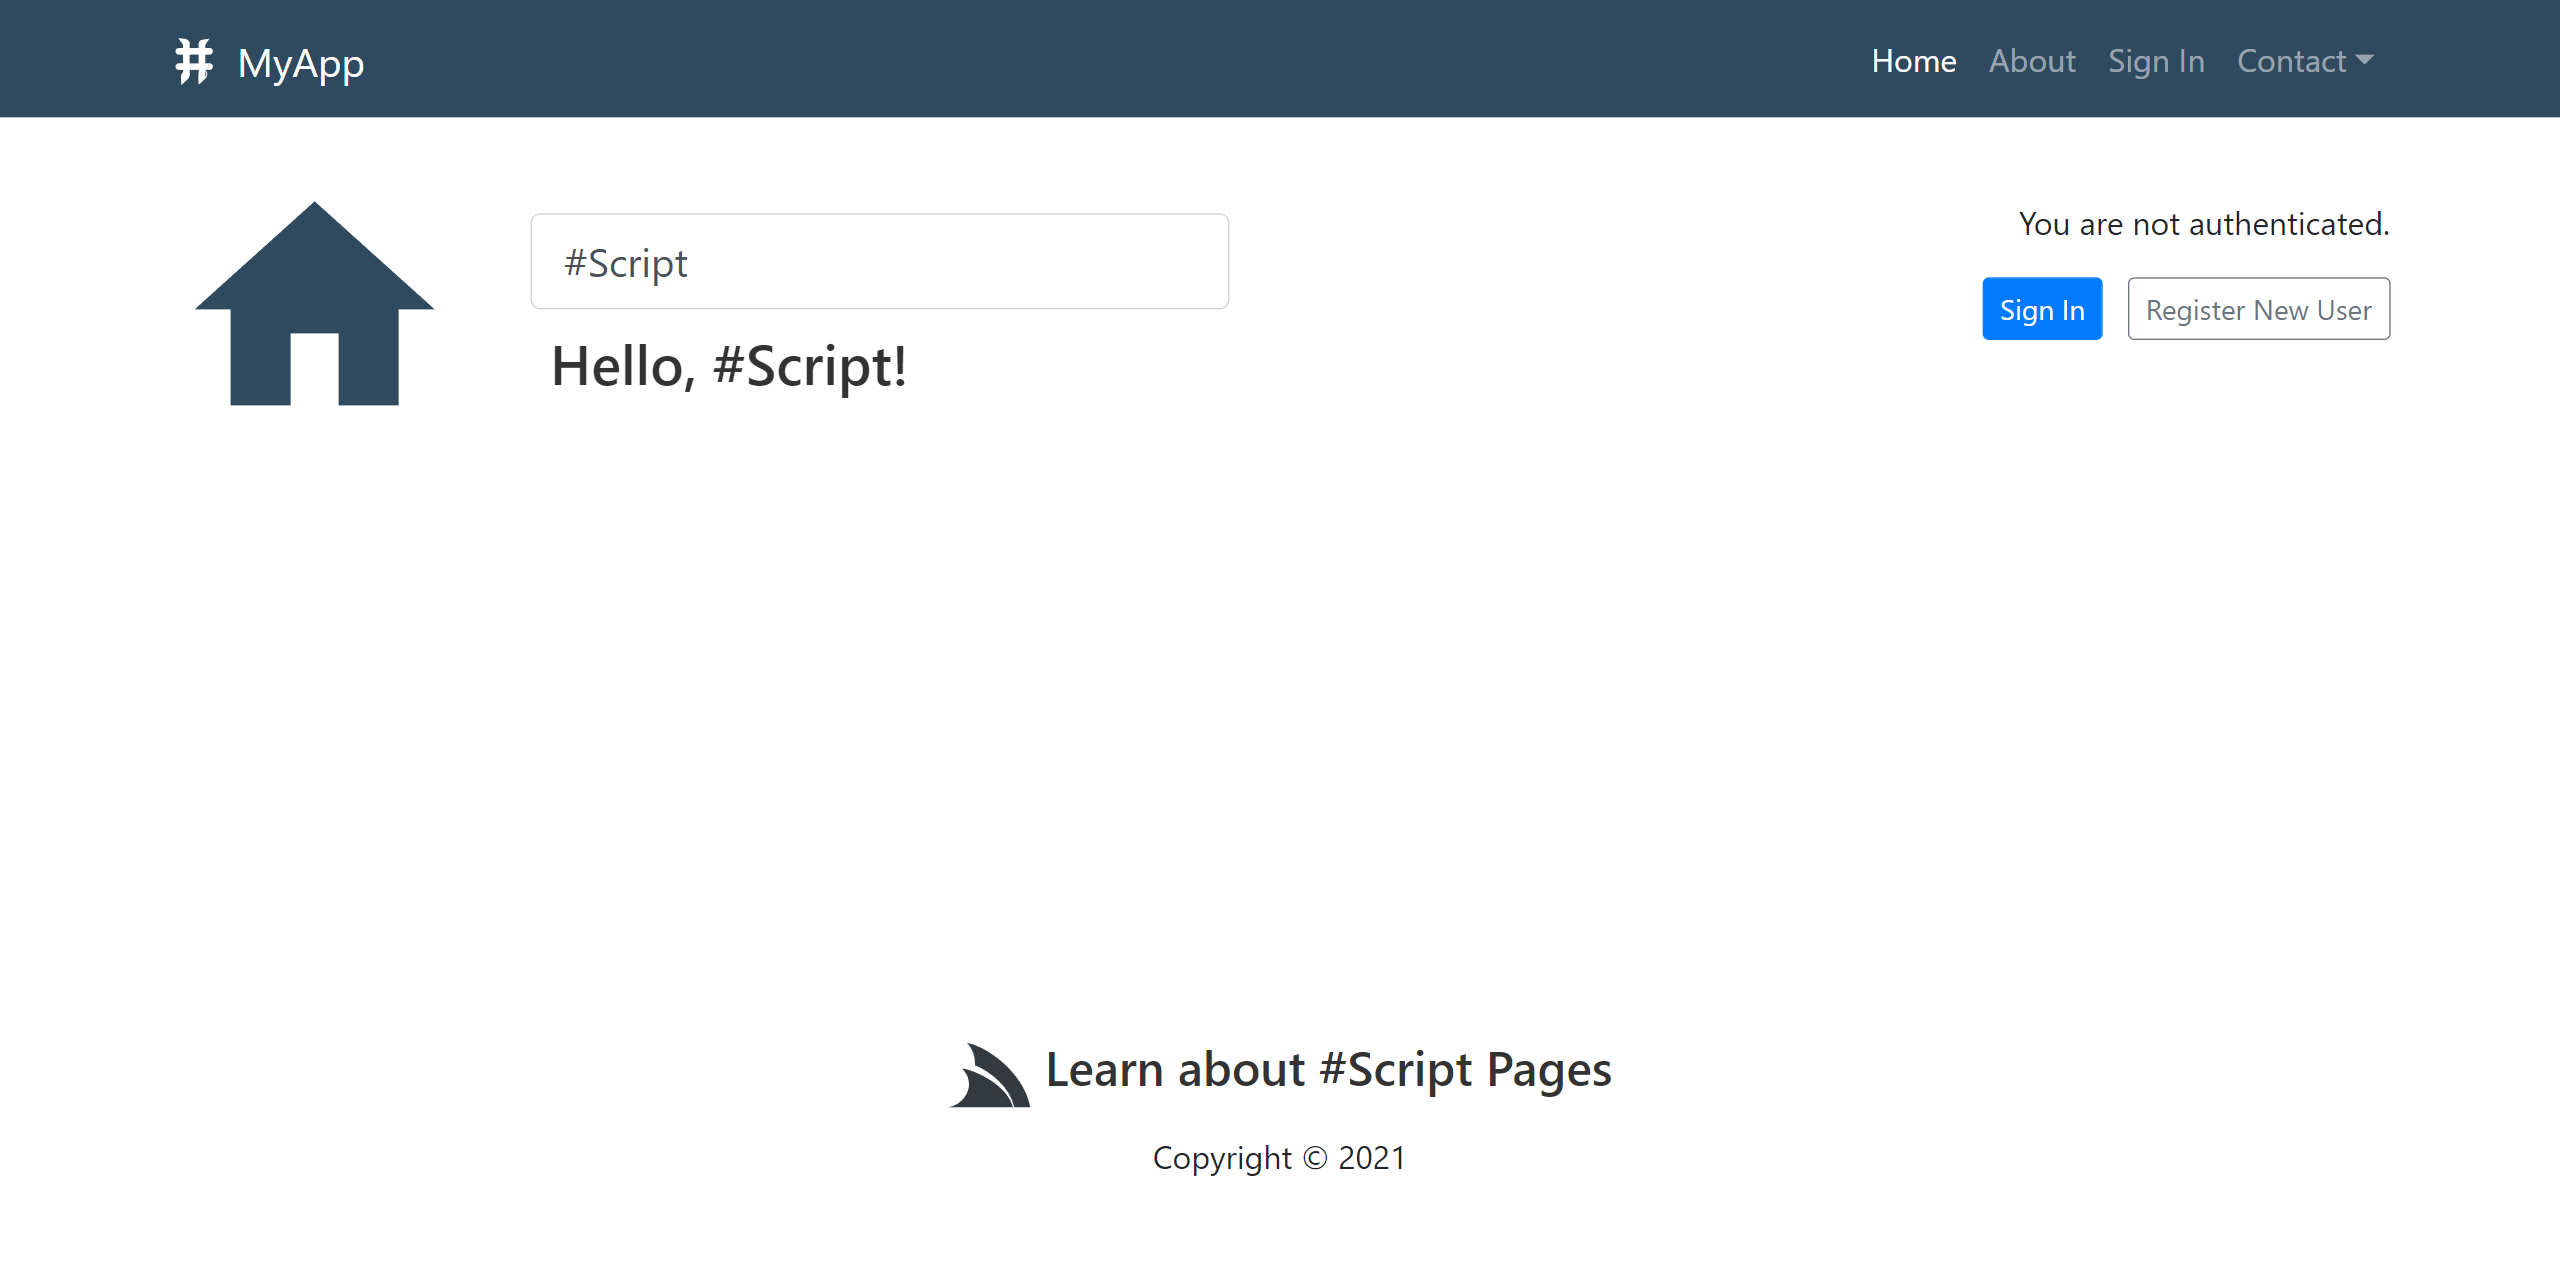 MyApp
Home About Sign In Contact
#Script
Hello, #Script!
You are not authenticated.
Sign In Register New User
Learn about #Script Pages
Copyright © 2021